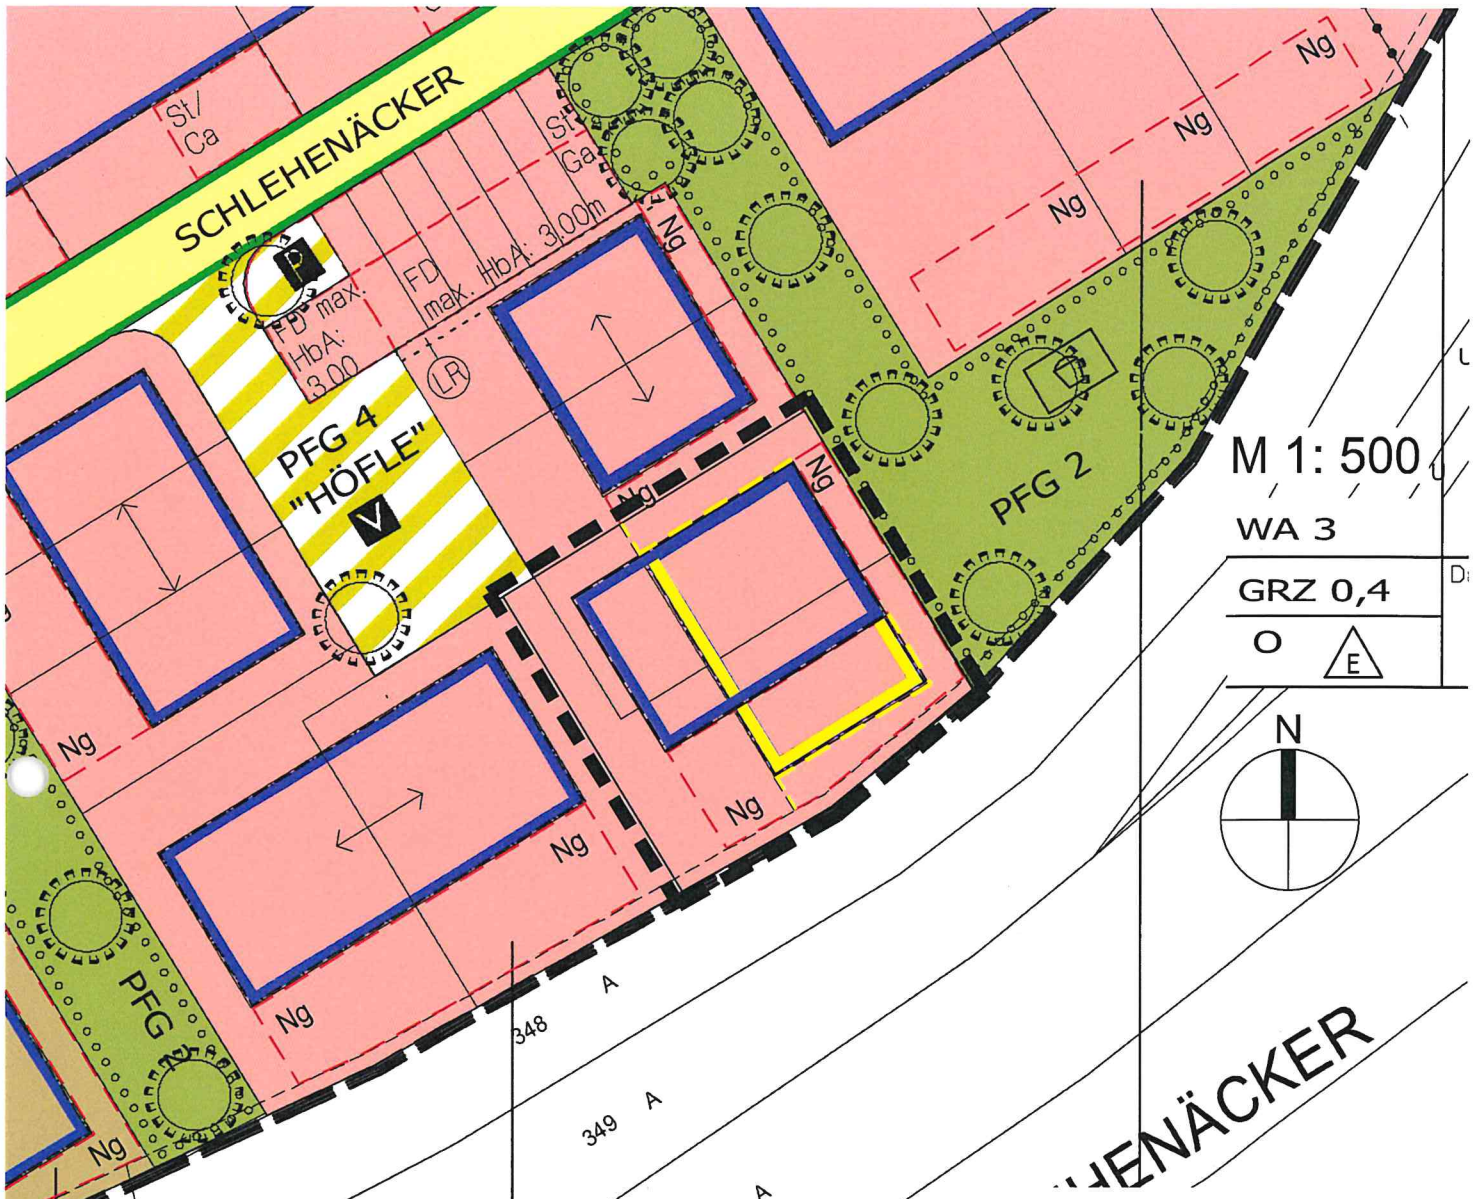 Ng
St/
Ca
SCHLEHENÄCKER
St/
Ga
Ng
Ng
P
FD max.
HbA:
3,00
FD
max. HbA: 3,00m
Ng
LR
PFG 4
"HÖFLE"
V
Ng
Ng
PFG 2
M 1: 500
WA 3
GRZ 0,4
O
E
N
Ng
Ng
Ng
Ng
PFG 2
Ng
348
A
349
A
A
HENÄCKER